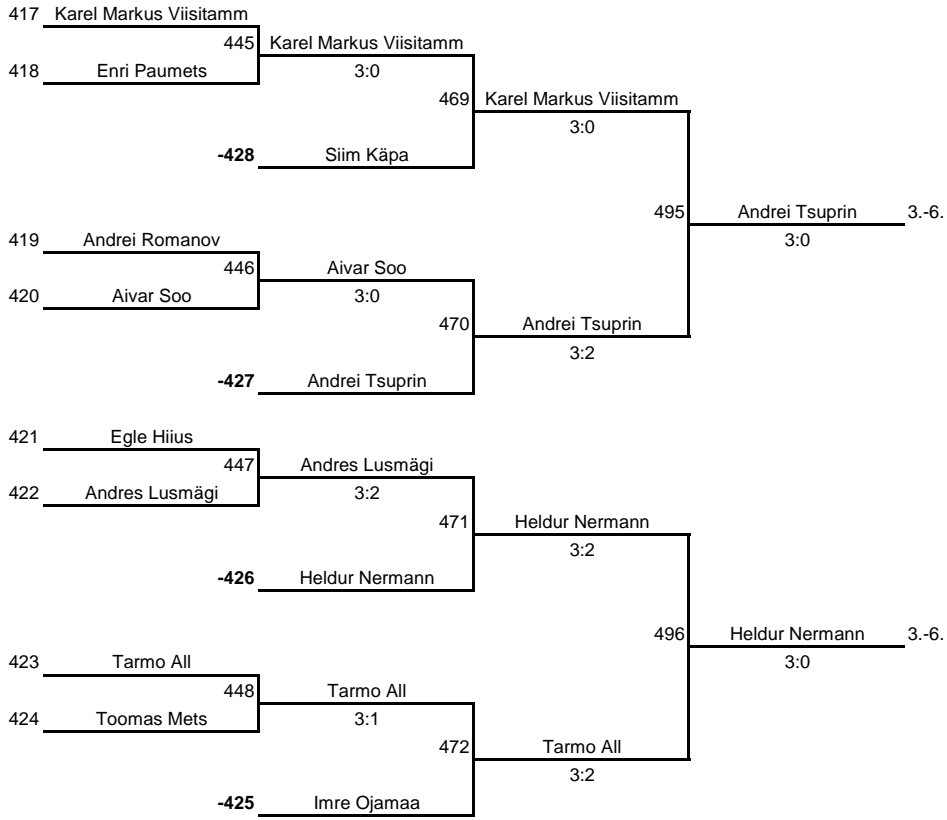 417 Karel Markus Viisitamm
445 Karel Markus Viisitamm
418 Enri Paumets 3:0
469 Karel Markus Viisitamm
3:0
-428 Siim Käpa
495 Andrei Tsuprin 3.-6.
419 Andrei Romanov 3:0
446 Aivar Soo
420 Aivar Soo 3:0
470 Andrei Tsuprin
3:2
-427 Andrei Tsuprin
421 Egle Hiius
447 Andres Lusmägi
422 Andres Lusmägi 3:2
471 Heldur Nermann
3:2
-426 Heldur Nermann
496 Heldur Nermann 3.-6.
423 Tarmo All 3:0
448 Tarmo All
424 Toomas Mets 3:1
472 Tarmo All
3:2
-425 Imre Ojamaa